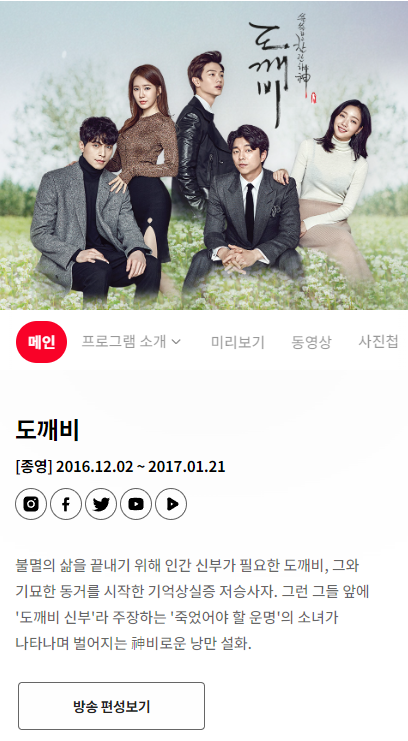 도깨비
쓸쓸하고 찬란하神
메인 프로그램 소개 미리보기 동영상 사진첩
도깨비
[종영] 2016.12.02 ~ 2017.01.21
불멸의 삶을 끝내기 위해 인간 신부가 필요한 도깨비, 그와
기묘한 동거를 시작한 기억상실증 저승사자. 그런 그들 앞에
'도깨비 신부'라 주장하는 '죽었어야 할 운명'의 소녀가
나타나며 벌어지는 神비로운 낭만 설화.
방송 편성보기